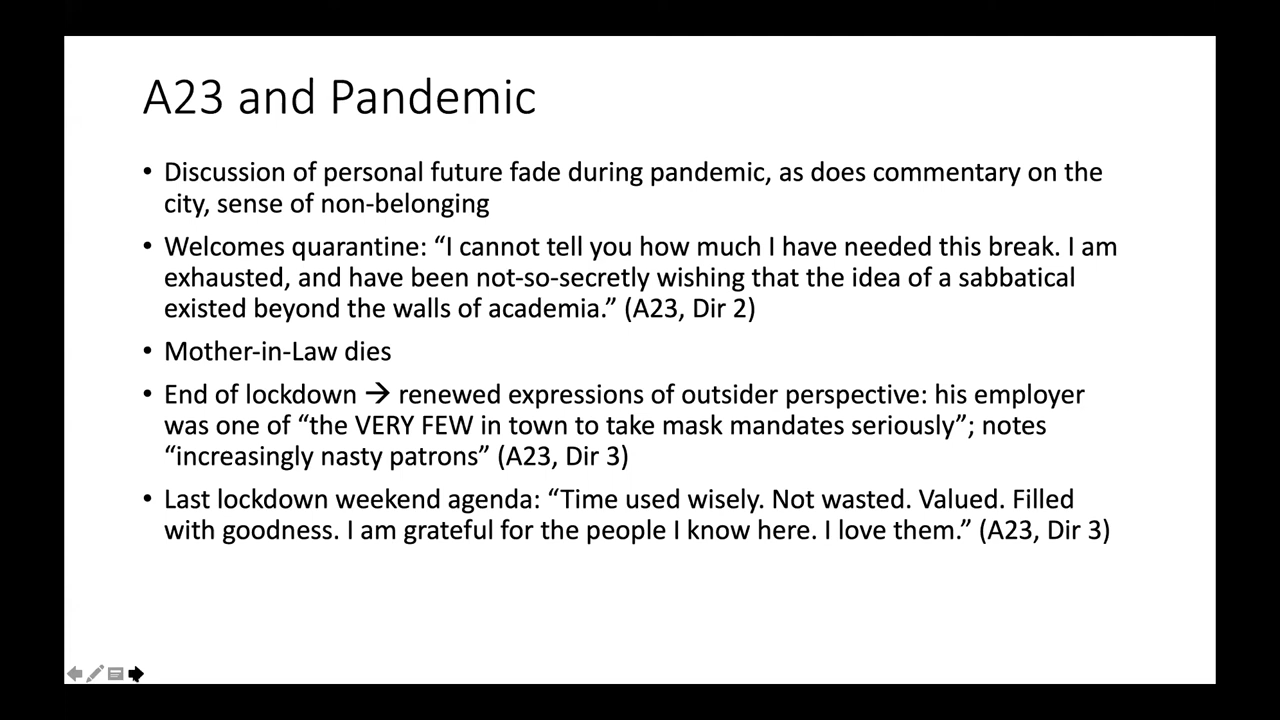 A23 and Pandemic
• Discussion of personal future fade during pandemic, as does commentary on the
city, sense of non-belonging
• Welcomes quarantine: “I cannot tell you how much I have needed this break. I am
exhausted, and have been not-so-secretly wishing that the idea of a sabbatical
existed beyond the walls of academia.” (A23, Dir 2)
• Mother-in-Law dies
• End of lockdown → renewed expressions of outsider perspective: his employer
was one of “the VERY FEW in town to take mask mandates seriously”; notes
“increasingly nasty patrons” (A23, Dir 3)
• Last lockdown weekend agenda: “Time used wisely. Not wasted. Valued. Filled
with goodness. I am grateful for the people I know here. I love them.” (A23, Dir 3)